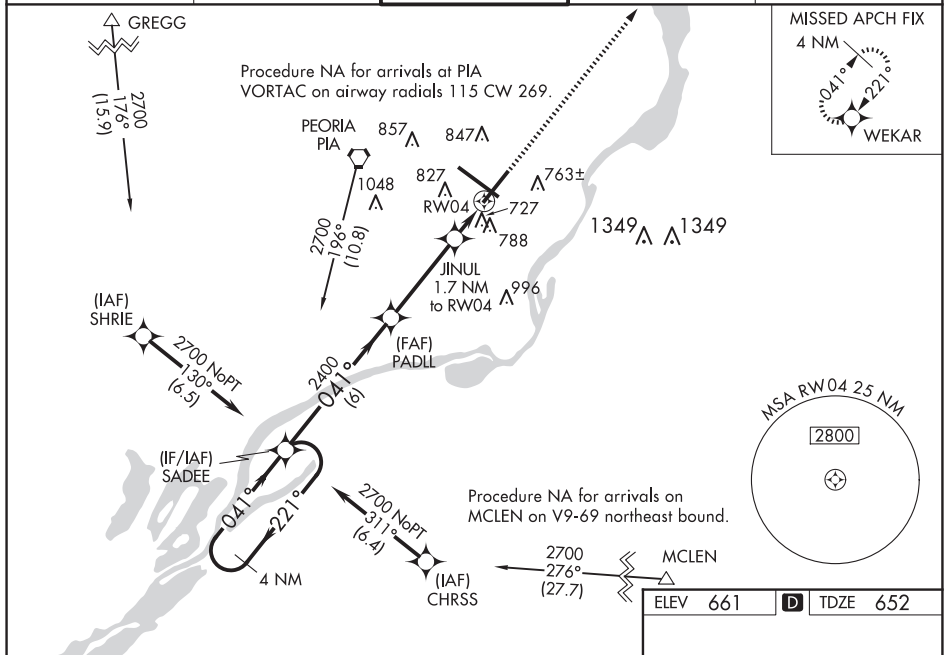 GREGG
2700
176°
(15.9)
Procedure NA for arrivals at PIA
VORTAC on airway radials 115 CW 269.
MISSED APCH FIX
4 NM
041°
221°
WEKAR
PEORIA
PIA
857
847
1048
827
763±
RW04
727
788
1349
1349
2700
196°
(10.8)
JINUL
1.7 NM
to RW04
996
(IAF)
SHRIE
2700 NoPT
130°
(6.5)
(FAF)
PADLL
2400
041°
(6)
MSA RW04 25 NM
2800
(IF/IAF)
SADEE
041°
221°
4 NM
2700 NoPT
311°
(6.4)
(IAF)
CHRSS
Procedure NA for arrivals on
MCLEN on V9-69 northeast bound.
2700
276°
(27.7)
MCLEN
ELEV 661 D TDZE 652